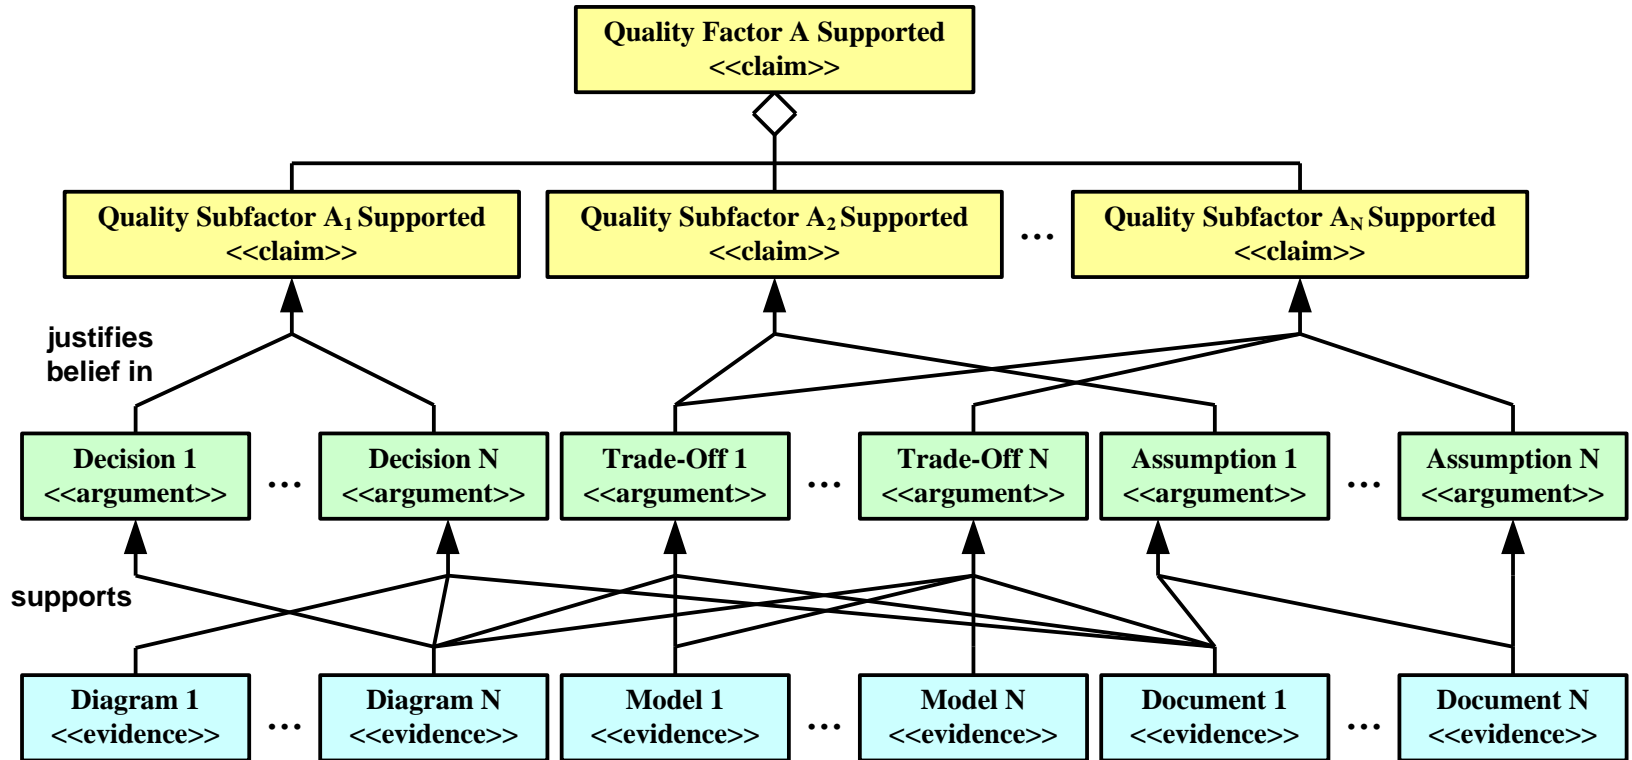 Quality Factor A Supported
<<claim>>
Quality Subfactor A1 Supported
<<claim>>
Quality Subfactor A2 Supported
<<claim>>
...
Quality Subfactor AN Supported
<<claim>>
justifies
belief in
Decision 1
<<argument>>
...
Decision N
<<argument>>
Trade-Off 1
<<argument>>
...
Trade-Off N
<<argument>>
Assumption 1
<<argument>>
...
Assumption N
<<argument>>
supports
Diagram 1
<<evidence>>
...
Diagram N
<<evidence>>
Model 1
<<evidence>>
...
Model N
<<evidence>>
Document 1
<<evidence>>
...
Document N
<<evidence>>